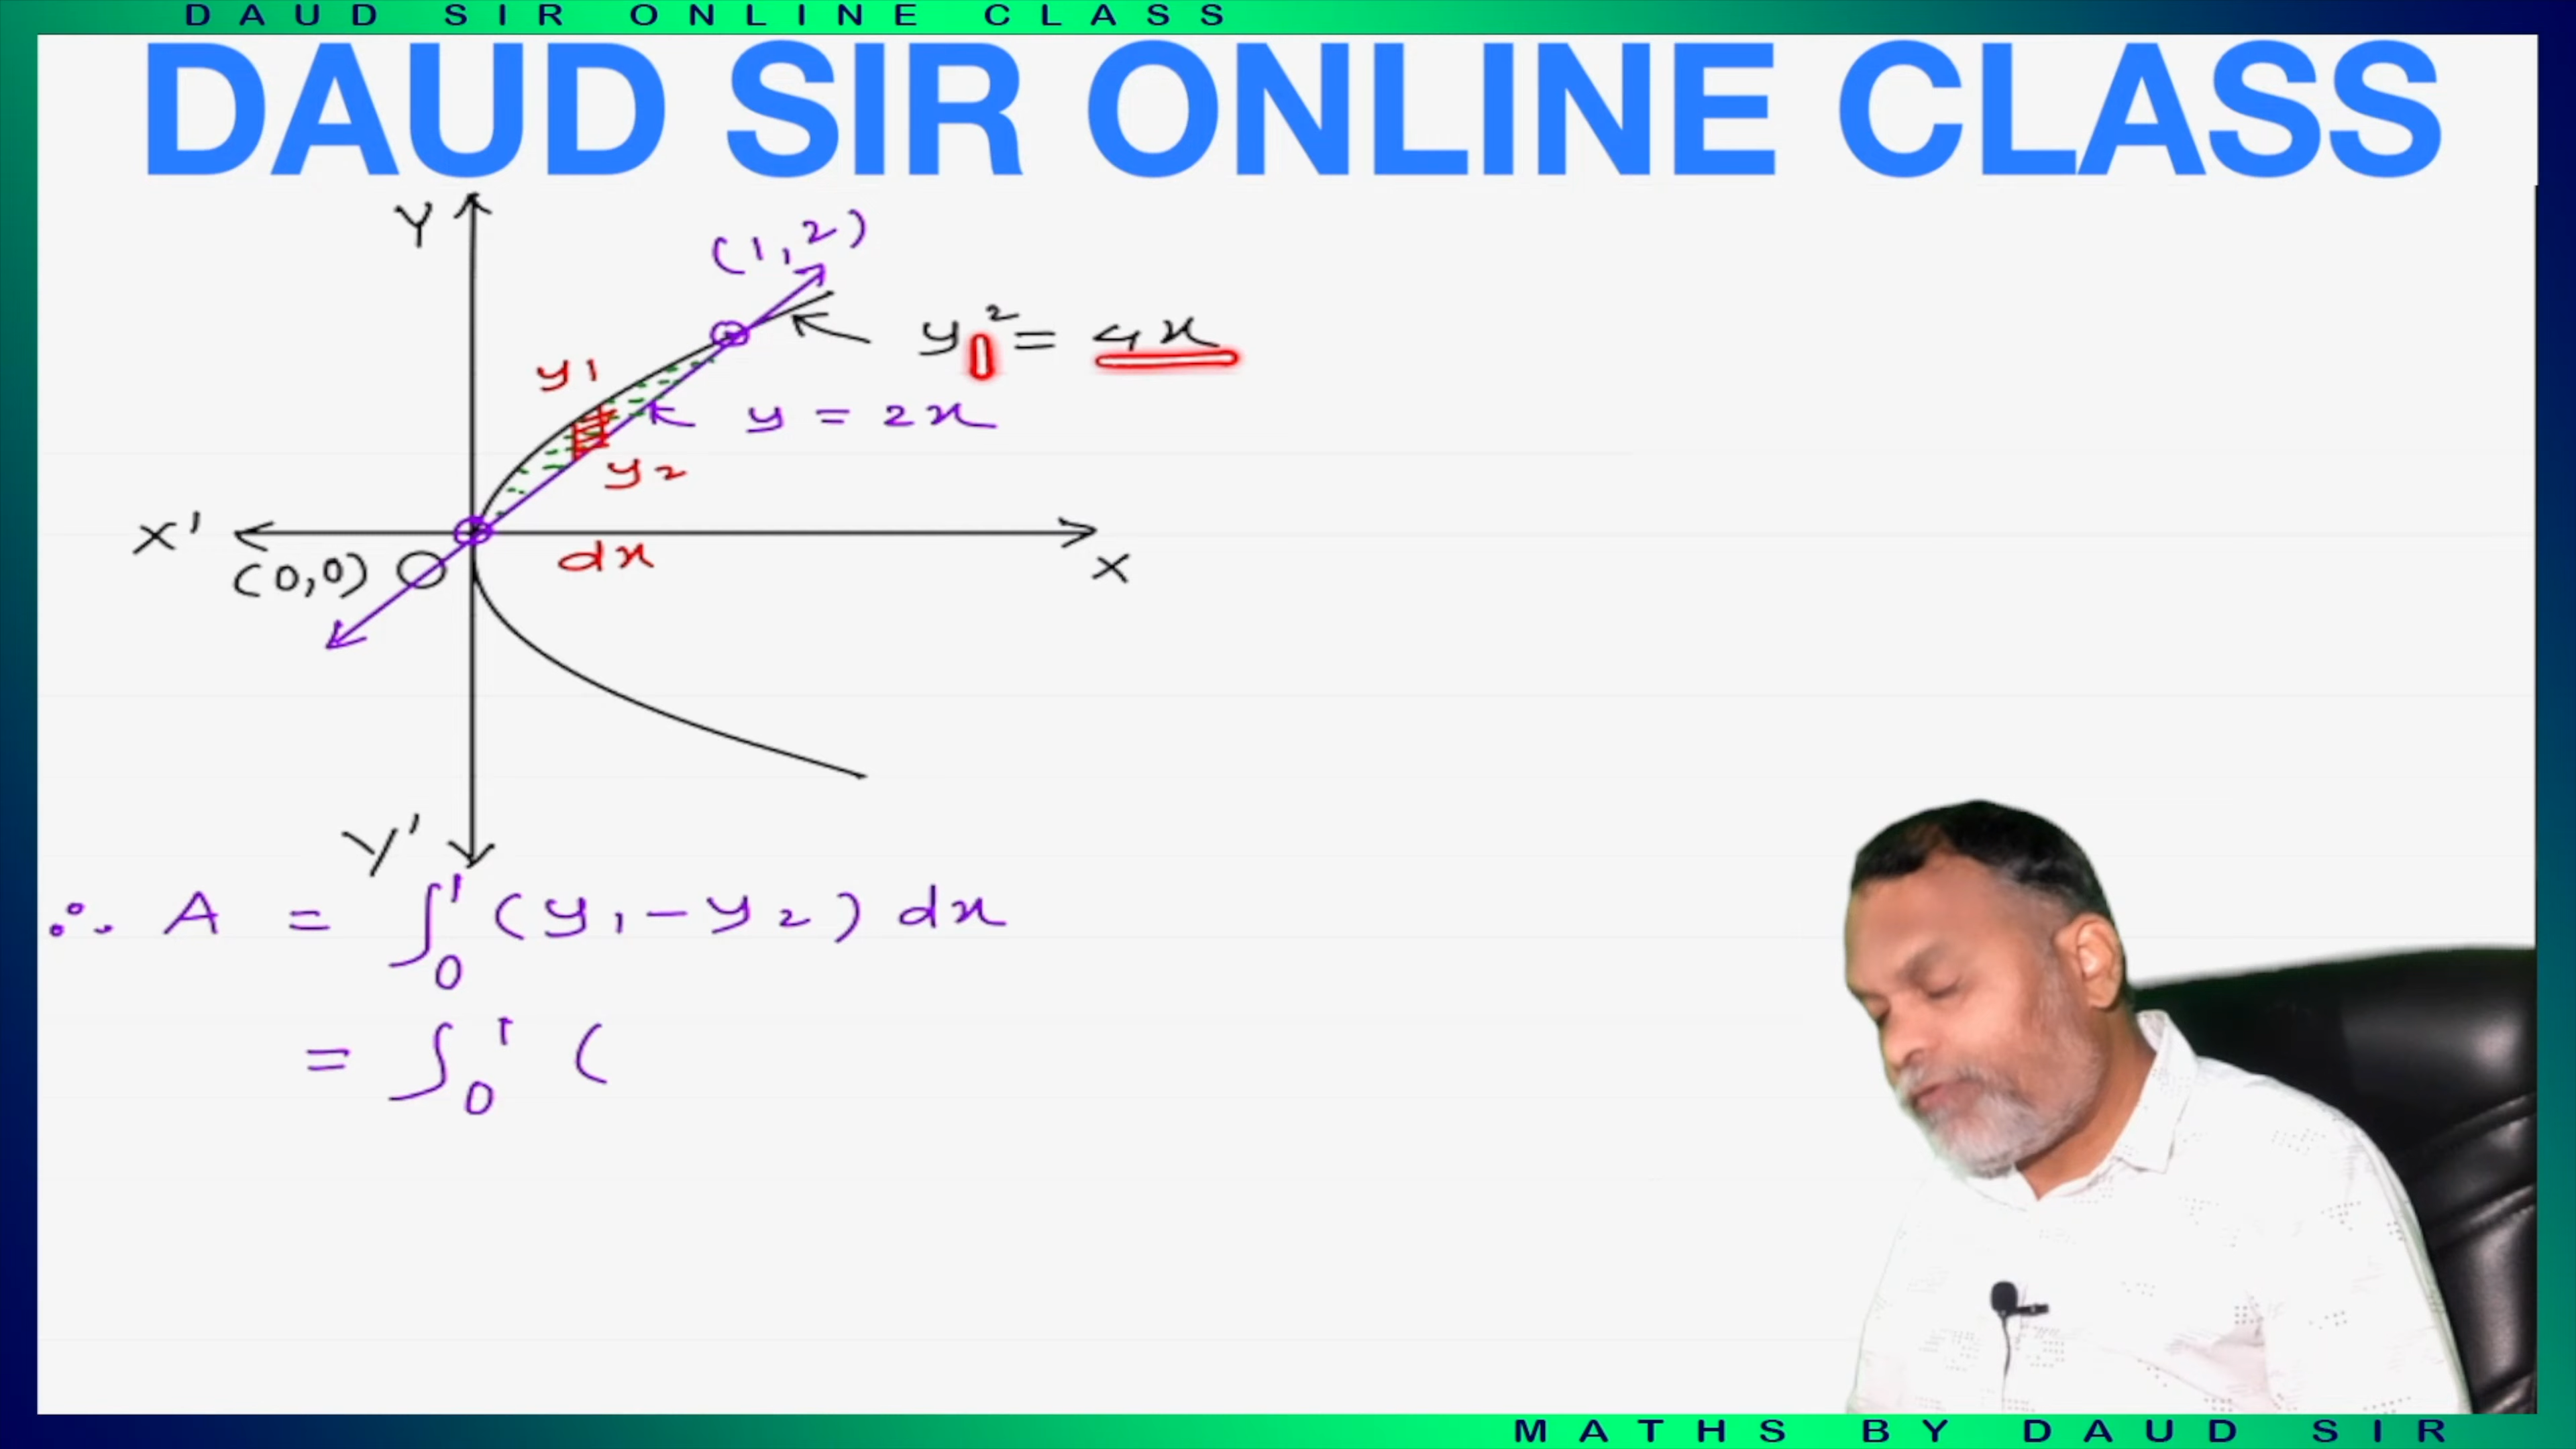 DAUD SIR ONLINE CLASS
DAUD SIR ONLINE CLASS
Y
(1,2)
y₁² = 4x
y1
y = 2x
y2
X'
(0,0)
O
dx
X
Y'
∴ A = ∫₀¹ (y₁ - y₂) dx
= ∫₀¹ (
MATHS BY DAUD SIR